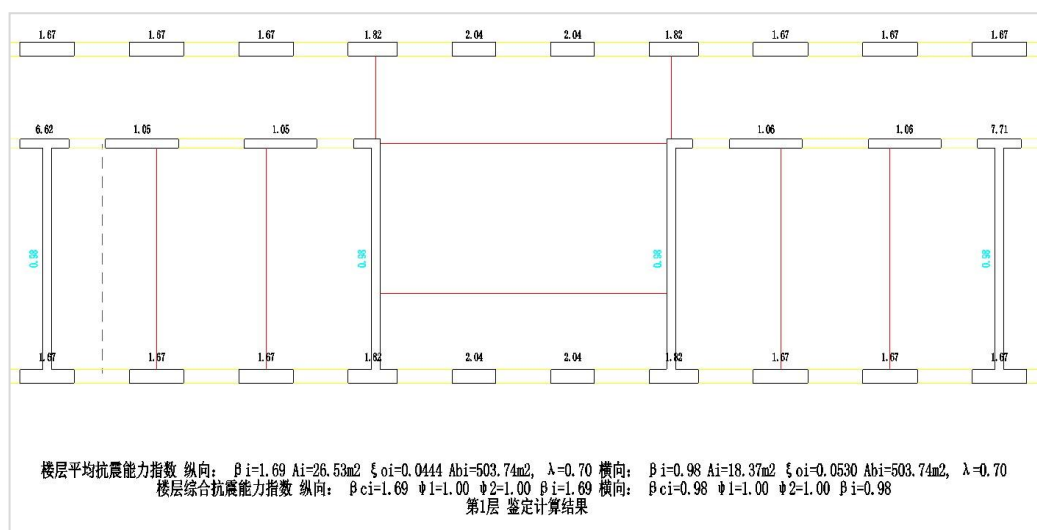 1.67 1.67 1.67 1.82 2.04 2.04 1.82 1.67 1.67 1.67
6.62 1.05 1.05 1.06 1.06 7.71
0.98 0.98 0.98 0.98
1.67 1.67 1.67 1.82 2.04 2.04 1.82 1.67 1.67 1.67
楼层平均抗震能力指数 纵向: βi=1.69 Ai=26.53m2 ξoi=0.0444 Abi=503.74m2, λ=0.70 横向: βi=0.98 Ai=18.37m2 ξoi=0.0530 Abi=503.74m2, λ=0.70
楼层综合抗震能力指数 纵向: βci=1.69 ψ1=1.00 ψ2=1.00 βi=1.69 横向: βci=0.98 ψ1=1.00 ψ2=1.00 βi=0.98
第1层 鉴定计算结果